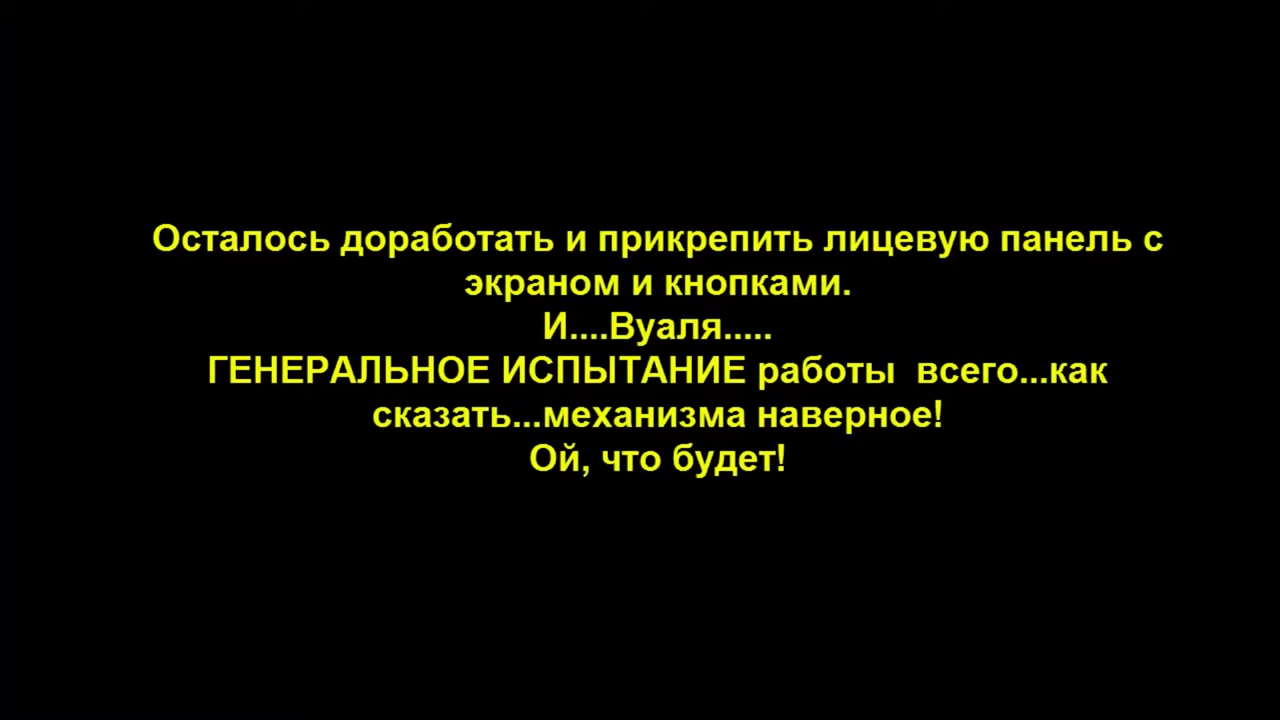 Осталось доработать и прикрепить лицевую панель с
экраном и кнопками.
И....Вуаля.....
ГЕНЕРАЛЬНОЕ ИСПЫТАНИЕ работы  всего...как
сказать...механизма наверное!
Ой, что будет!